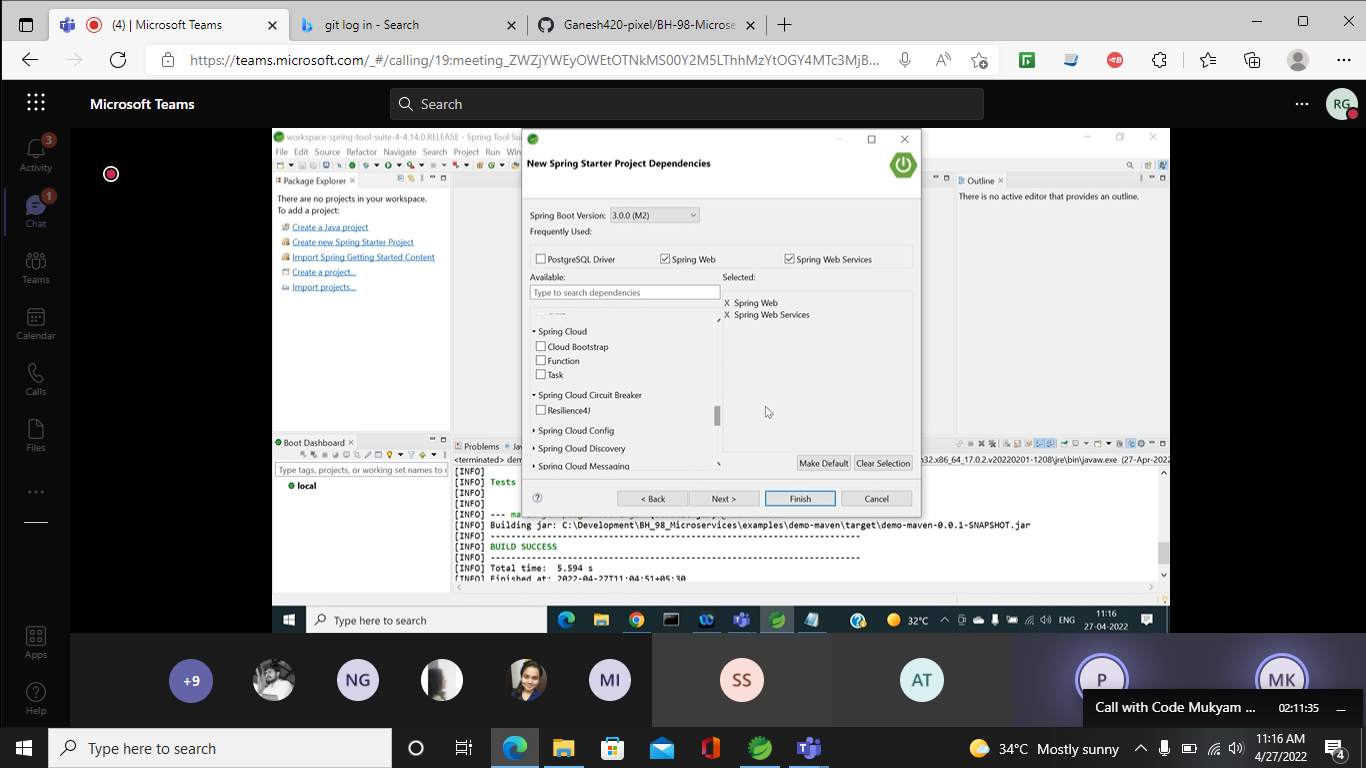 (4) | Microsoft Teams
git log in - Search
Ganesh420-pixel/BH-98-Microse
https://teams.microsoft.com/_#/calling/19:meeting_ZWZjYWEyOWEtOTNkMS00Y2M5LThhMzYtOGY4MTc3MjB...
Microsoft Teams
Search
RG
3
Activity
1
Chat
Teams
Calendar
Calls
Files
Apps
Help
workspace-spring-tool-suite-4-4.14.0.RELEASE - Spring Tool Su
File Edit Source Refactor Navigate Search Project Run Win
Package Explorer
There are no projects in your workspace.
To add a project:
Create a Java project
Create new Spring Starter Project
Import Spring Getting Started Content
Create a project...
Import projects...
New Spring Starter Project Dependencies
Spring Boot Version: 3.0.0 (M2)
Frequently Used:
PostgreSQL Driver Spring Web Spring Web Services
Available: Selected:
Type to search dependencies
X Spring Web
X Spring Web Services
Spring Cloud
Cloud Bootstrap
Function
Task
Spring Cloud Circuit Breaker
Resilience4J
Spring Cloud Config
Spring Cloud Discovery
Spring Cloud Messaging
Make Default Clear Selection
< Back Next > Finish Cancel
Outline
There is no active editor that provides an outline.
Boot Dashboard
Type tags, projects, or working set names to
local
Problems
<terminated>
n32.x86_64_17.0.2.v20220201-1208\jre\bin\javaw.exe (27-Apr-2022
[INFO]
[INFO] Tests
[INFO]
[INFO]
[INFO] ---
[INFO] Building jar: C:\Development\BH_98_Microservices\examples\demo-maven\target\demo-maven-0.0.1-SNAPSHOT.jar
[INFO] ------------------------------------------------------------------------
[INFO] BUILD SUCCESS
[INFO] ------------------------------------------------------------------------
[INFO] Total time: 5.594 s
[INFO] Finished at: 2022-04-27T11:04:51+05:30
Type here to search
32°C
ENG
11:16
27-04-2022
+9
NG
MI
SS
AT
P
MK
Call with Code Mukyam ... 02:11:35
Type here to search
34°C Mostly sunny
11:16 AM
4/27/2022
4